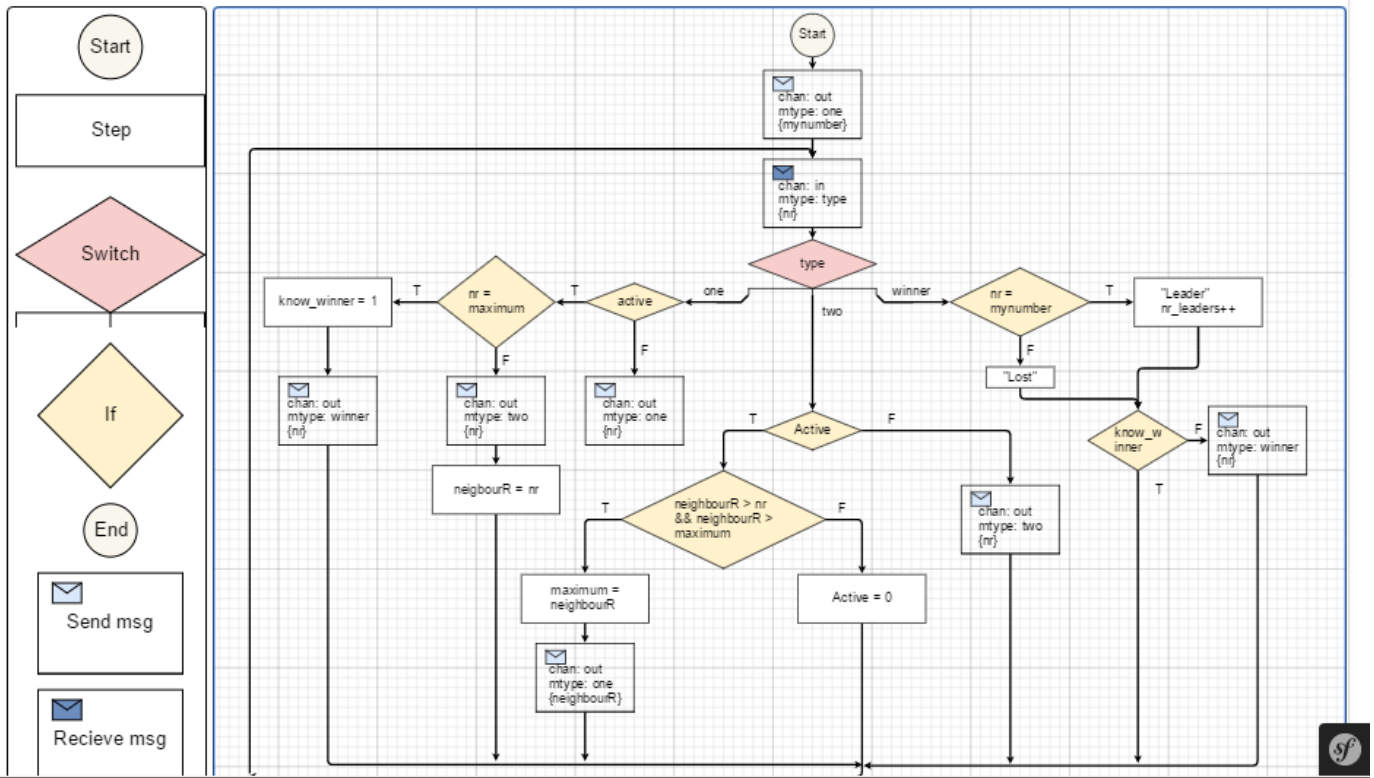 Start
Step
Switch
If
End
Send msg
Recieve msg
Start
chan: out
mtype: one
{mynumber}
chan: in
mtype: type
{nr}
type
one
two
winner
active
T
F
nr =
maximum
T
F
know_winner = 1
nr =
mynumber
T
F
"Leader"
nr_leaders++
"Lost"
chan: out
mtype: winner
{nr}
chan: out
mtype: two
{nr}
chan: out
mtype: one
{nr}
neigbourR = nr
Active
T
F
know_w
inner
F
T
chan: out
mtype: winner
{nr}
neighbourR > nr
&& neighbourR >
maximum
T
F
chan: out
mtype: two
{nr}
maximum =
neighbourR
Active = 0
chan: out
mtype: one
{neighbourR}
sf